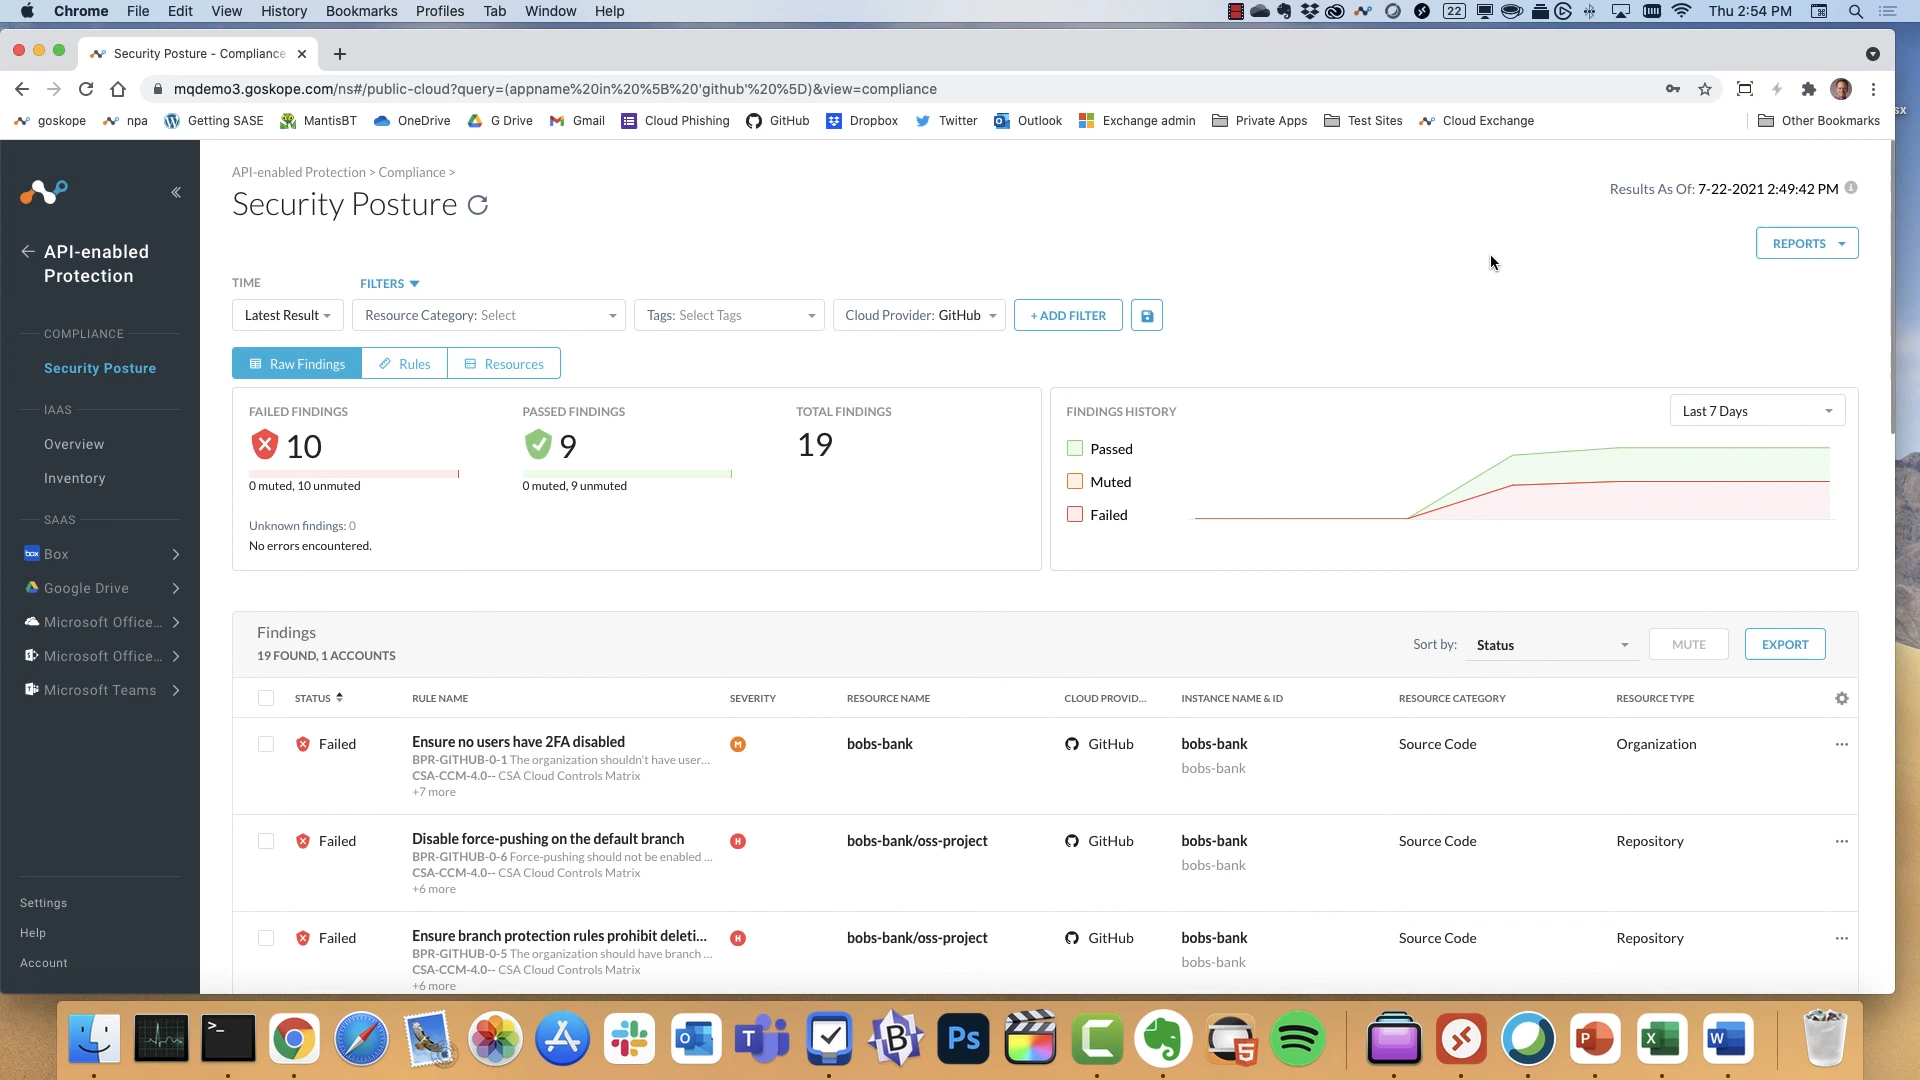 Chrome File Edit View History Bookmarks Profiles Tab Window Help 22 Thu 2:54 PM
Security Posture - Compliance
mqdemo3.goskope.com/ns#/public-cloud?query=(appname%20in%20%5B%20'github'%20%5D)&view=compliance
goskope npa Getting SASE MantisBT OneDrive G Drive Gmail Cloud Phishing GitHub Dropbox Twitter Outlook Exchange admin Private Apps Test Sites Cloud Exchange Other Bookmarks
sx
API-enabled Protection
COMPLIANCE
Security Posture
IAAS
Overview
Inventory
SAAS
box Box
Google Drive
Microsoft Office...
Microsoft Office...
Microsoft Teams
Settings
Help
Account
API-enabled Protection > Compliance >
Security Posture
Results As Of: 7-22-2021 2:49:42 PM
REPORTS
TIME FILTERS
Latest Result Resource Category: Select Tags: Select Tags Cloud Provider: GitHub + ADD FILTER
Raw Findings Rules Resources
FAILED FINDINGS PASSED FINDINGS TOTAL FINDINGS
10 9 19
0 muted, 10 unmuted 0 muted, 9 unmuted
Unknown findings: 0
No errors encountered.
FINDINGS HISTORY Last 7 Days
Passed
Muted
Failed
Findings
19 FOUND, 1 ACCOUNTS
Sort by: Status MUTE EXPORT
STATUS RULE NAME SEVERITY RESOURCE NAME CLOUD PROVID... INSTANCE NAME & ID RESOURCE CATEGORY RESOURCE TYPE
Failed Ensure no users have 2FA disabled M bobs-bank GitHub bobs-bank Source Code Organization
BPR-GITHUB-0-1 The organization shouldn't have user... bobs-bank
CSA-CCM-4.0-- CSA Cloud Controls Matrix
+7 more
Failed Disable force-pushing on the default branch H bobs-bank/oss-project GitHub bobs-bank Source Code Repository
BPR-GITHUB-0-6 Force-pushing should not be enabled ... bobs-bank
CSA-CCM-4.0-- CSA Cloud Controls Matrix
+6 more
Failed Ensure branch protection rules prohibit deleti... H bobs-bank/oss-project GitHub bobs-bank Source Code Repository
BPR-GITHUB-0-5 The organization should have branch ... bobs-bank
CSA-CCM-4.0-- CSA Cloud Controls Matrix
+6 more
>_ T B Ps C 5 P X W